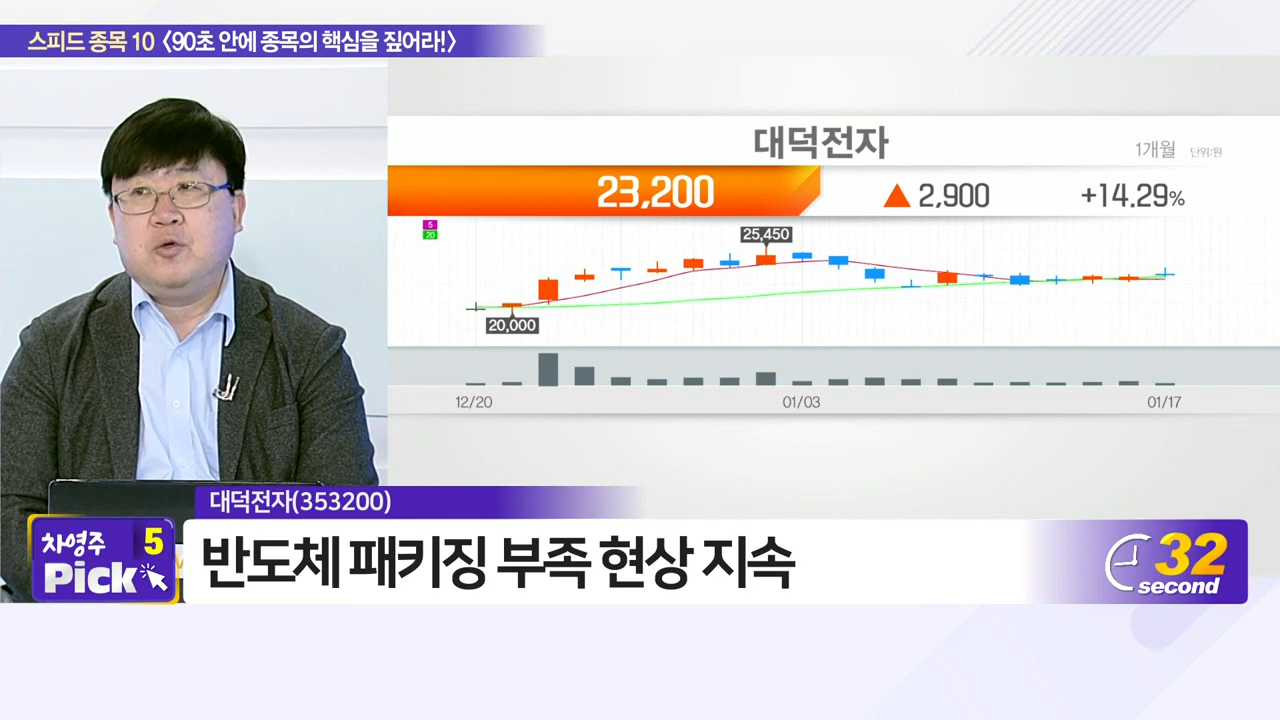 스피드 종목 10 〈90초 안에 종목의 핵심을 짚어라!〉
대덕전자
1개월 단위:원
23,200 ▲ 2,900 +14.29%
5
20
25,450
20,000
12/20 01/03 01/17
대덕전자(353200)
차영주 5
Pick
반도체 패키징 부족 현상 지속
32
second